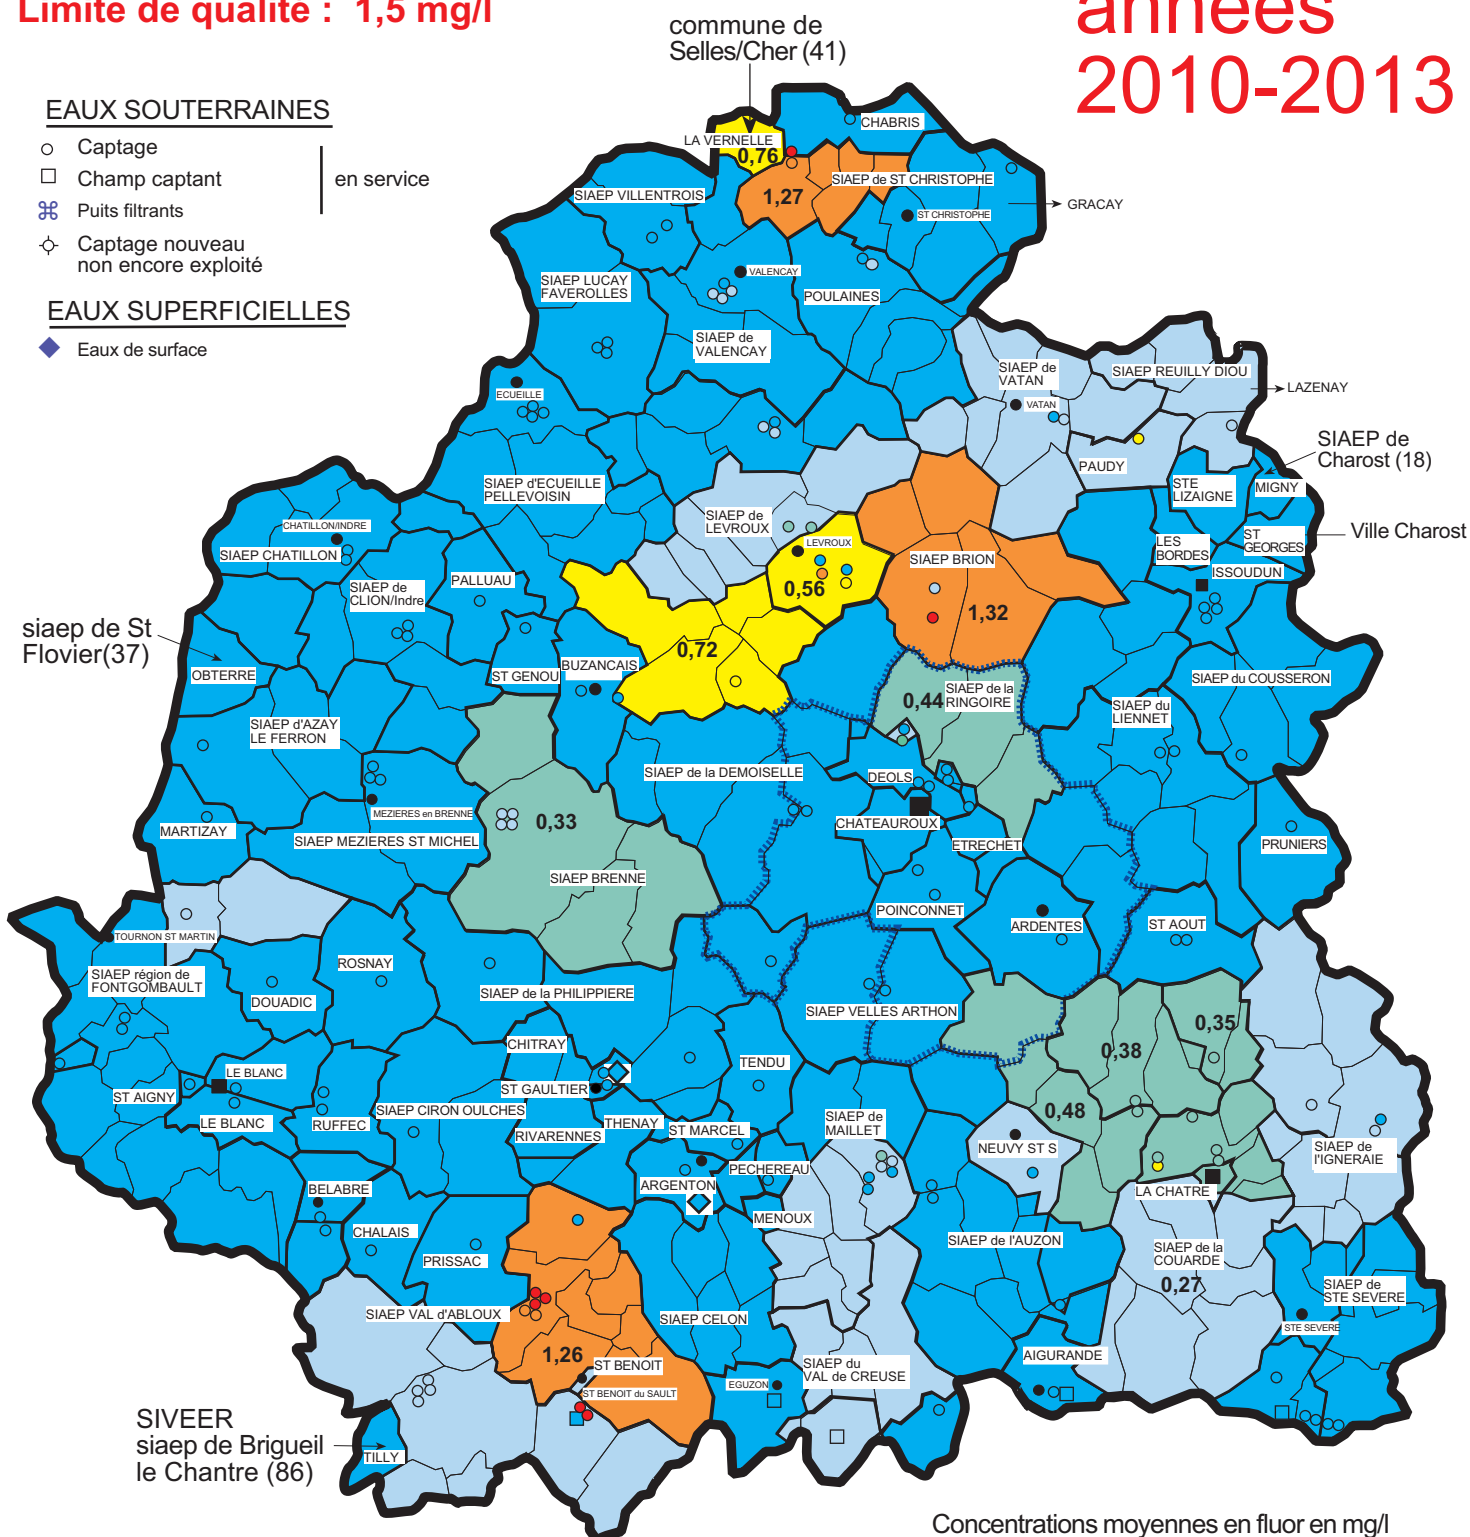 Limite de qualité : 1,5 mg/l
années
2010-2013
commune de
Selles/Cher (41)
EAUX SOUTERRAINES
Captage
Champ captant
Puits filtrants
en service
Captage nouveau
non encore exploité
EAUX SUPERFICIELLES
Eaux de surface
CHABRIS
LA VERNELLE
0,76
SIAEP de ST CHRISTOPHE
SIAEP VILLENTROIS
1,27
GRACAY
ST CHRISTOPHE
VALENCAY
SIAEP LUCAY
FAVEROLLES
POULAINES
SIAEP de
VALENCAY
SIAEP de
VATAN
SIAEP REUILLY DIOU
LAZENAY
ECUEILLE
VATAN
SIAEP de
Charost (18)
PAUDY
SIAEP d'ECUEILLE
PELLEVOISIN
STE
LIZAIGNE
MIGNY
SIAEP de
LEVROUX
CHATILLON/INDRE
SIAEP CHATILLON
LEVROUX
LES
BORDES
ST
GEORGES
Ville Charost
SIAEP BRION
ISSOUDUN
PALLUAU
SIAEP de
CLION/Indre
0,56
1,32
siaep de St
Flovier(37)
OBTERRE
ST GENOU
BUZANCAIS
0,72
SIAEP du COUSSERON
0,44
SIAEP de la
RINGOIRE
SIAEP du
LIENNET
SIAEP d'AZAY
LE FERRON
SIAEP de la DEMOISELLE
DEOLS
MEZIERES en BRENNE
MARTIZAY
SIAEP MEZIERES ST MICHEL
0,33
CHATEAUROUX
ETRECHET
PRUNIERS
SIAEP BRENNE
POINCONNET
ARDENTES
ST AOUT
TOURNON ST MARTIN
SIAEP région de
FONTGOMBAULT
ROSNAY
DOUADIC
SIAEP de la PHILIPPIERE
SIAEP VELLES ARTHON
0,35
CHITRAY
0,38
TENDU
LE BLANC
ST AIGNY
ST GAULTIER
LE BLANC
RUFFEC
SIAEP CIRON OULCHES
RIVARENNES
THENAY
ST MARCEL
SIAEP de
MAILLET
0,48
NEUVY ST S
SIAEP de
l'IGNERAIE
PECHEREAU
BELABRE
ARGENTON
LA CHATRE
MENOUX
CHALAIS
PRISSAC
SIAEP de l'AUZON
SIAEP de la
COUARDE
0,27
SIAEP de
STE SEVERE
SIAEP VAL d'ABLOUX
SIAEP CELON
STE SEVERE
1,26
ST BENOIT
AIGURANDE
SIAEP du
VAL DE CREUSE
EGUZON
ST BENOIT du SAULT
SIVEER
siaep de Brigueil
le Chantre (86)
TILLY
Concentrations moyennes en fluor en mg/l